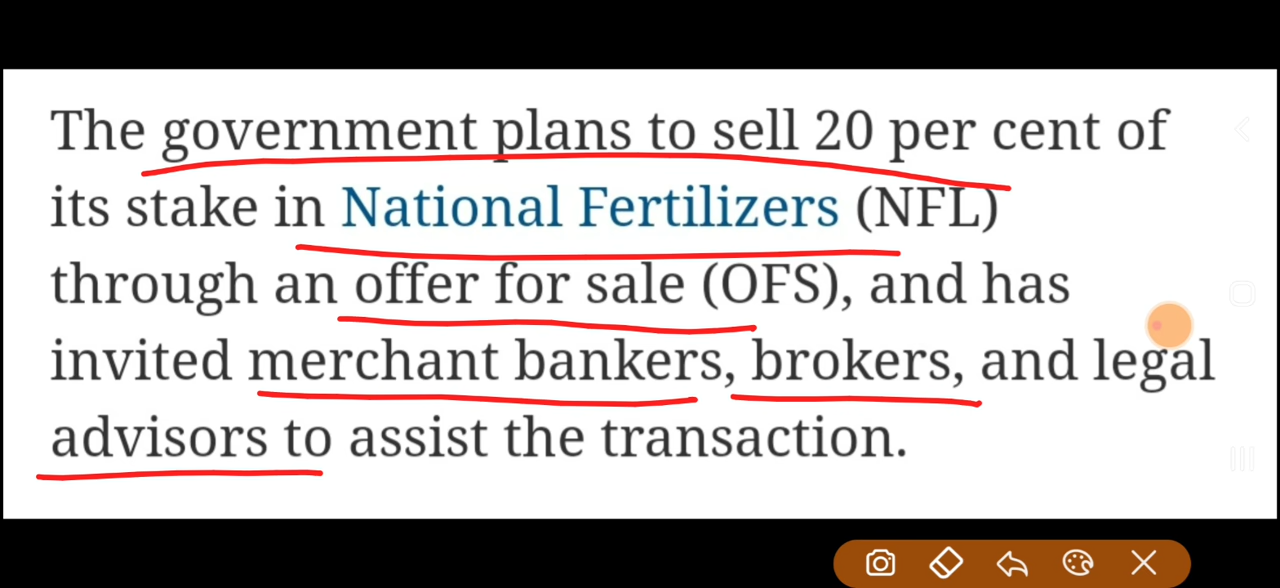 The government plans to sell 20 per cent of
its stake in National Fertilizers (NFL)
through an offer for sale (OFS), and has
invited merchant bankers, brokers, and legal
advisors to assist the transaction.